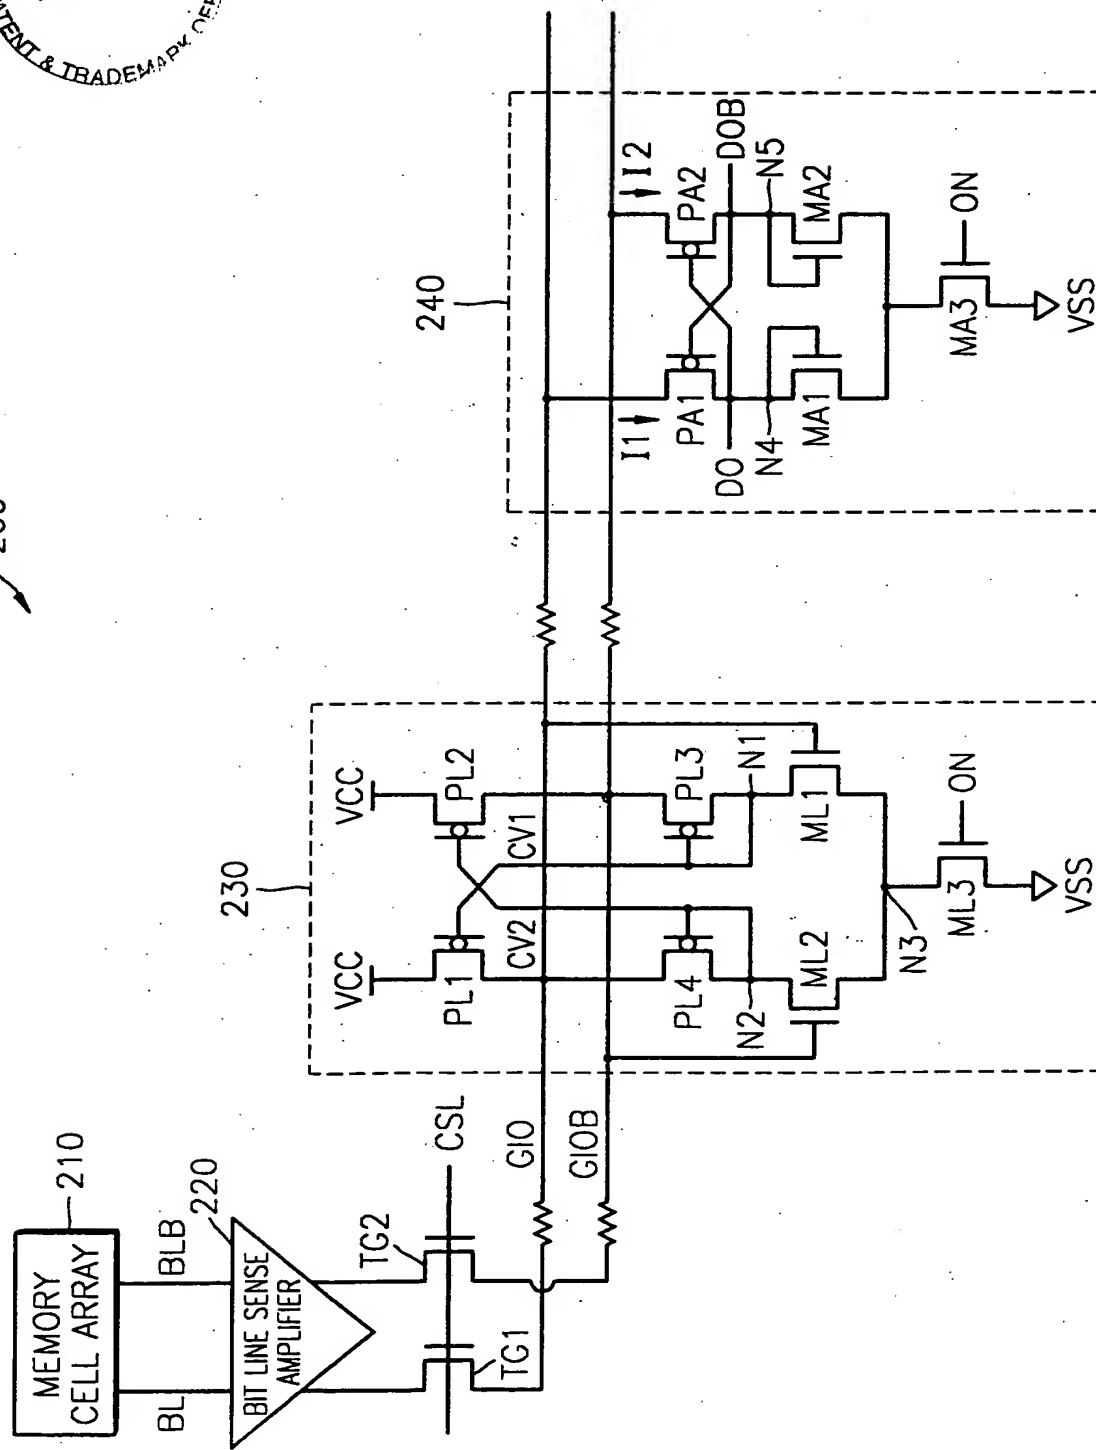 MEMORY
CELL ARRAY
210
BL
BLB
220
BIT LINE SENSE
AMPLIFIER
TG1
TG2
CSL
GIO
GIOB
230
VCC
VCC
PL1
PL2
CV2
CV1
PL4
PL3
N2
N1
ML2
ML1
N3
ML3
ON
VSS
240
I1
I2
PA1
PA2
DO
DOB
N4
N5
MA1
MA2
MA3
ON
VSS
& TRADEMARK